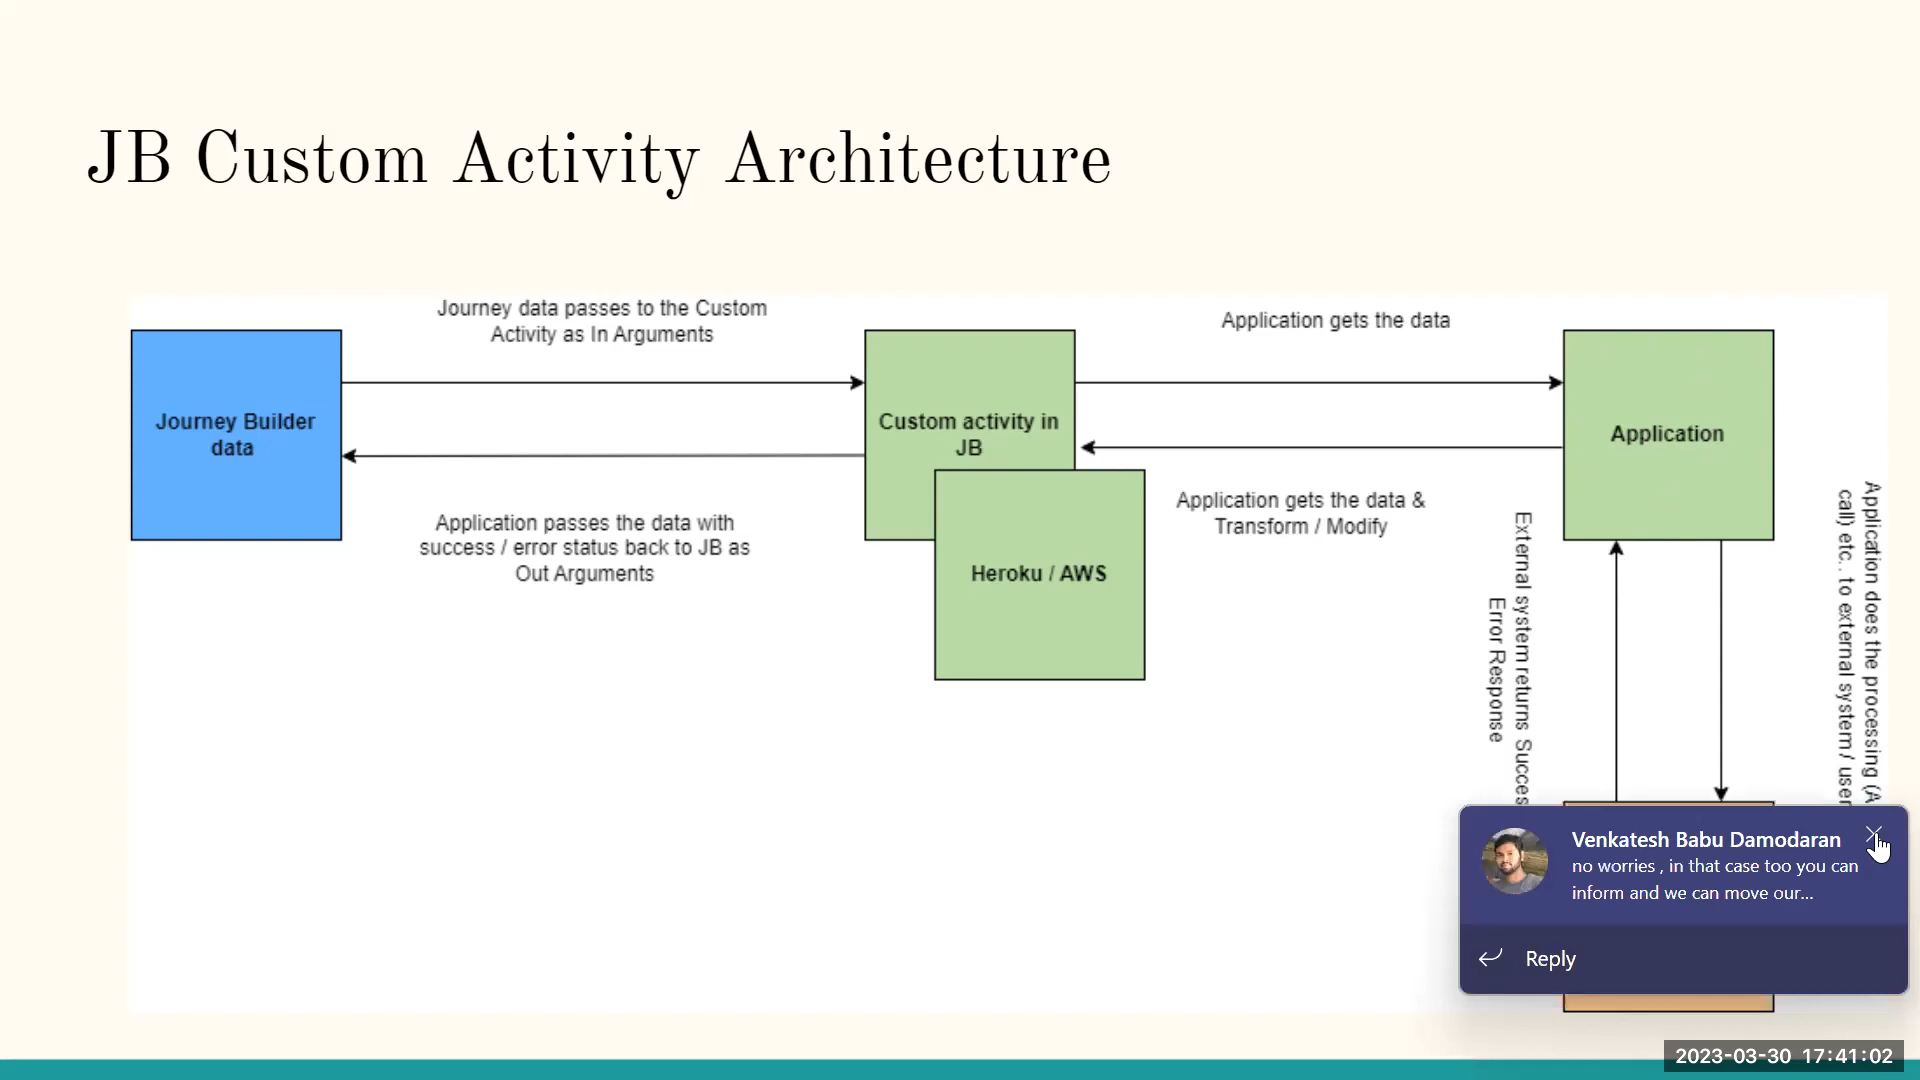 JB Custom Activity Architecture
Journey data passes to the Custom
Activity as In Arguments
Application gets the data
Journey Builder
data
Custom activity in
JB
Application
Application passes the data with
success / error status back to JB as
Out Arguments
Heroku / AWS
Application gets the data &
Transform / Modify
External system returns
Error Response
Application does the processing
call) etc.. to external system / user
Venkatesh Babu Damodaran
no worries , in that case too you can
inform and we can move our...
Reply
2023-03-30 17:41:02